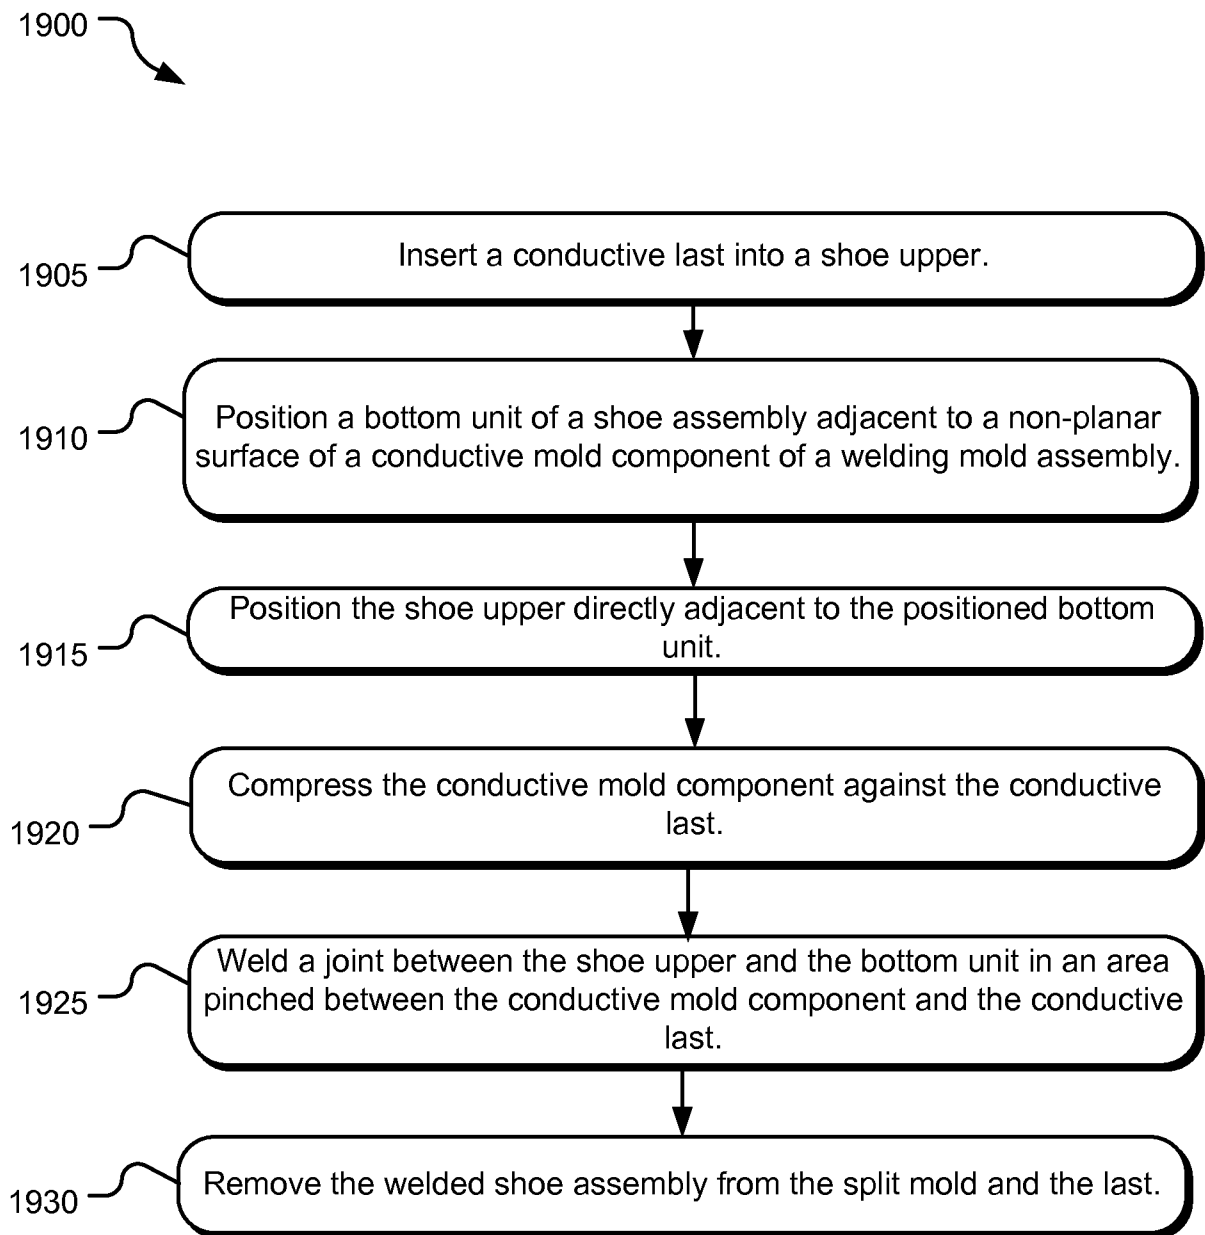 1900
1905
Insert a conductive last into a shoe upper.
1910
Position a bottom unit of a shoe assembly adjacent to a non-planar
surface of a conductive mold component of a welding mold assembly.
1915
Position the shoe upper directly adjacent to the positioned bottom
unit.
1920
Compress the conductive mold component against the conductive
last.
1925
Weld a joint between the shoe upper and the bottom unit in an area
pinched between the conductive mold component and the conductive
last.
1930
Remove the welded shoe assembly from the split mold and the last.